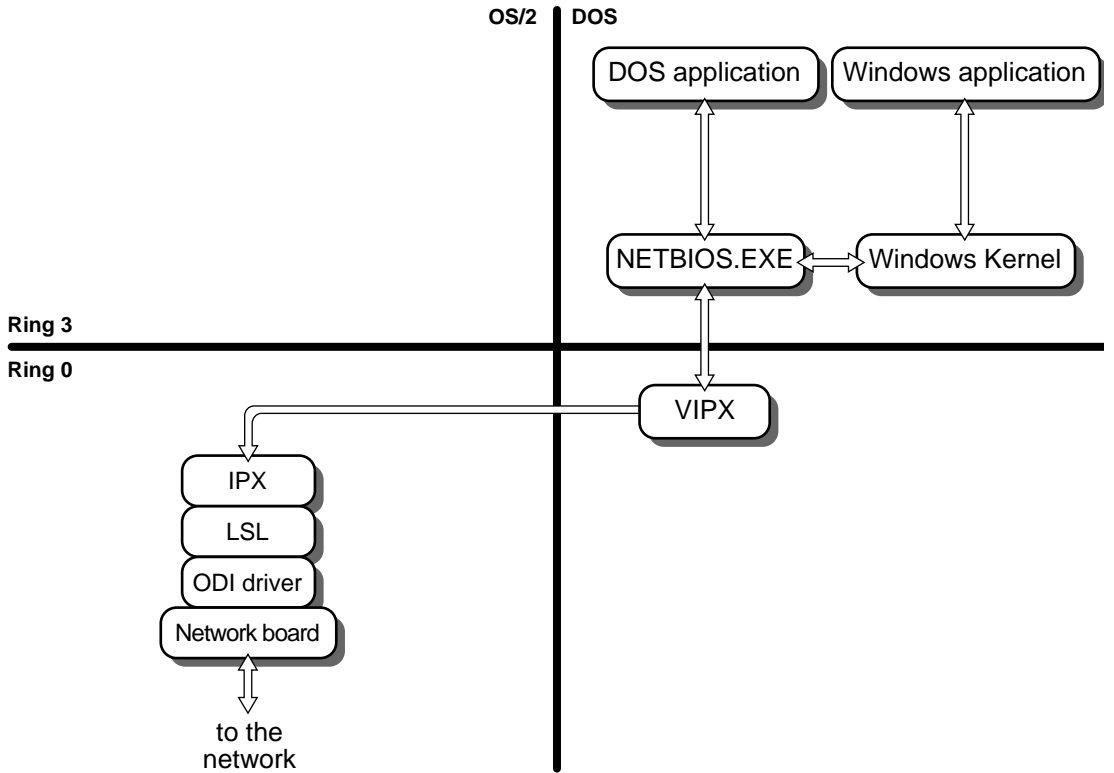 OS/2
DOS
DOS application
Windows application
NETBIOS.EXE
Windows Kernel
Ring 3
Ring 0
VIPX
IPX
LSL
ODI driver
Network board
to the
network